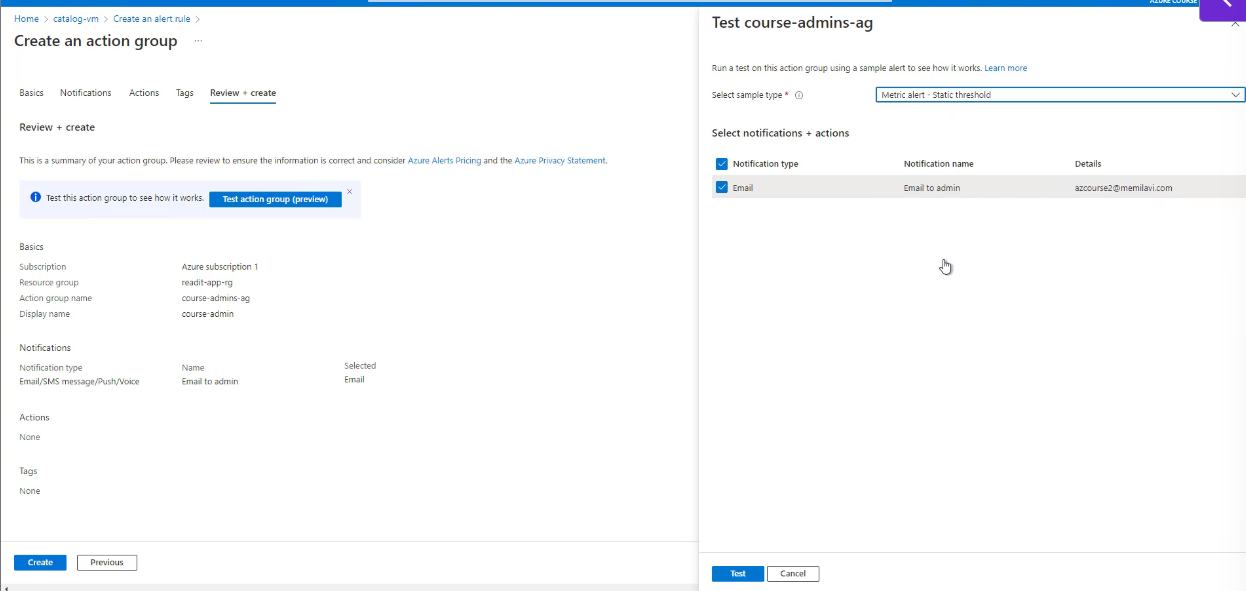 AZURE COURSE
Home > catalog-vm > Create an alert rule >
Create an action group ...
Basics Notifications Actions Tags Review + create
Review + create
This is a summary of your action group. Please review to ensure the information is correct and consider Azure Alerts Pricing and the Azure Privacy Statement.
Test this action group to see how it works. Test action group (preview)
Basics
Subscription Azure subscription 1
Resource group readit-app-rg
Action group name course-admins-ag
Display name course-admin
Notifications
Notification type Name Selected
Email/SMS message/Push/Voice Email to admin Email
Actions
None
Tags
None
Create Previous
Test course-admins-ag
Run a test on this action group using a sample alert to see how it works. Learn more
Select sample type * Metric alert - Static threshold
Select notifications + actions
Notification type Notification name Details
Email Email to admin azcourse2@memilavi.com
Test Cancel